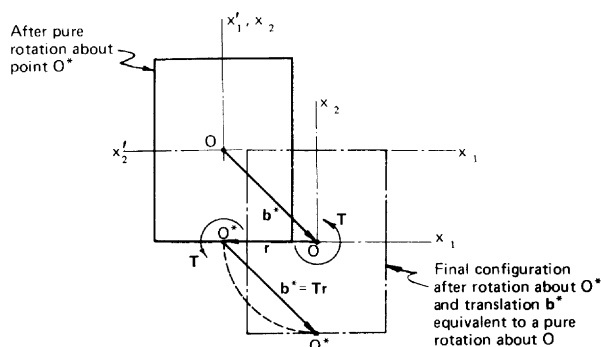 x′₁, x₂
After pure
rotation about
point O*
x₂
O
x′₂
x₁
b*
T
O*
r
O
x₁
T
b* = Tr
O*
Final configuration
after rotation about O*
and translation b*
equivalent to a pure
rotation about O